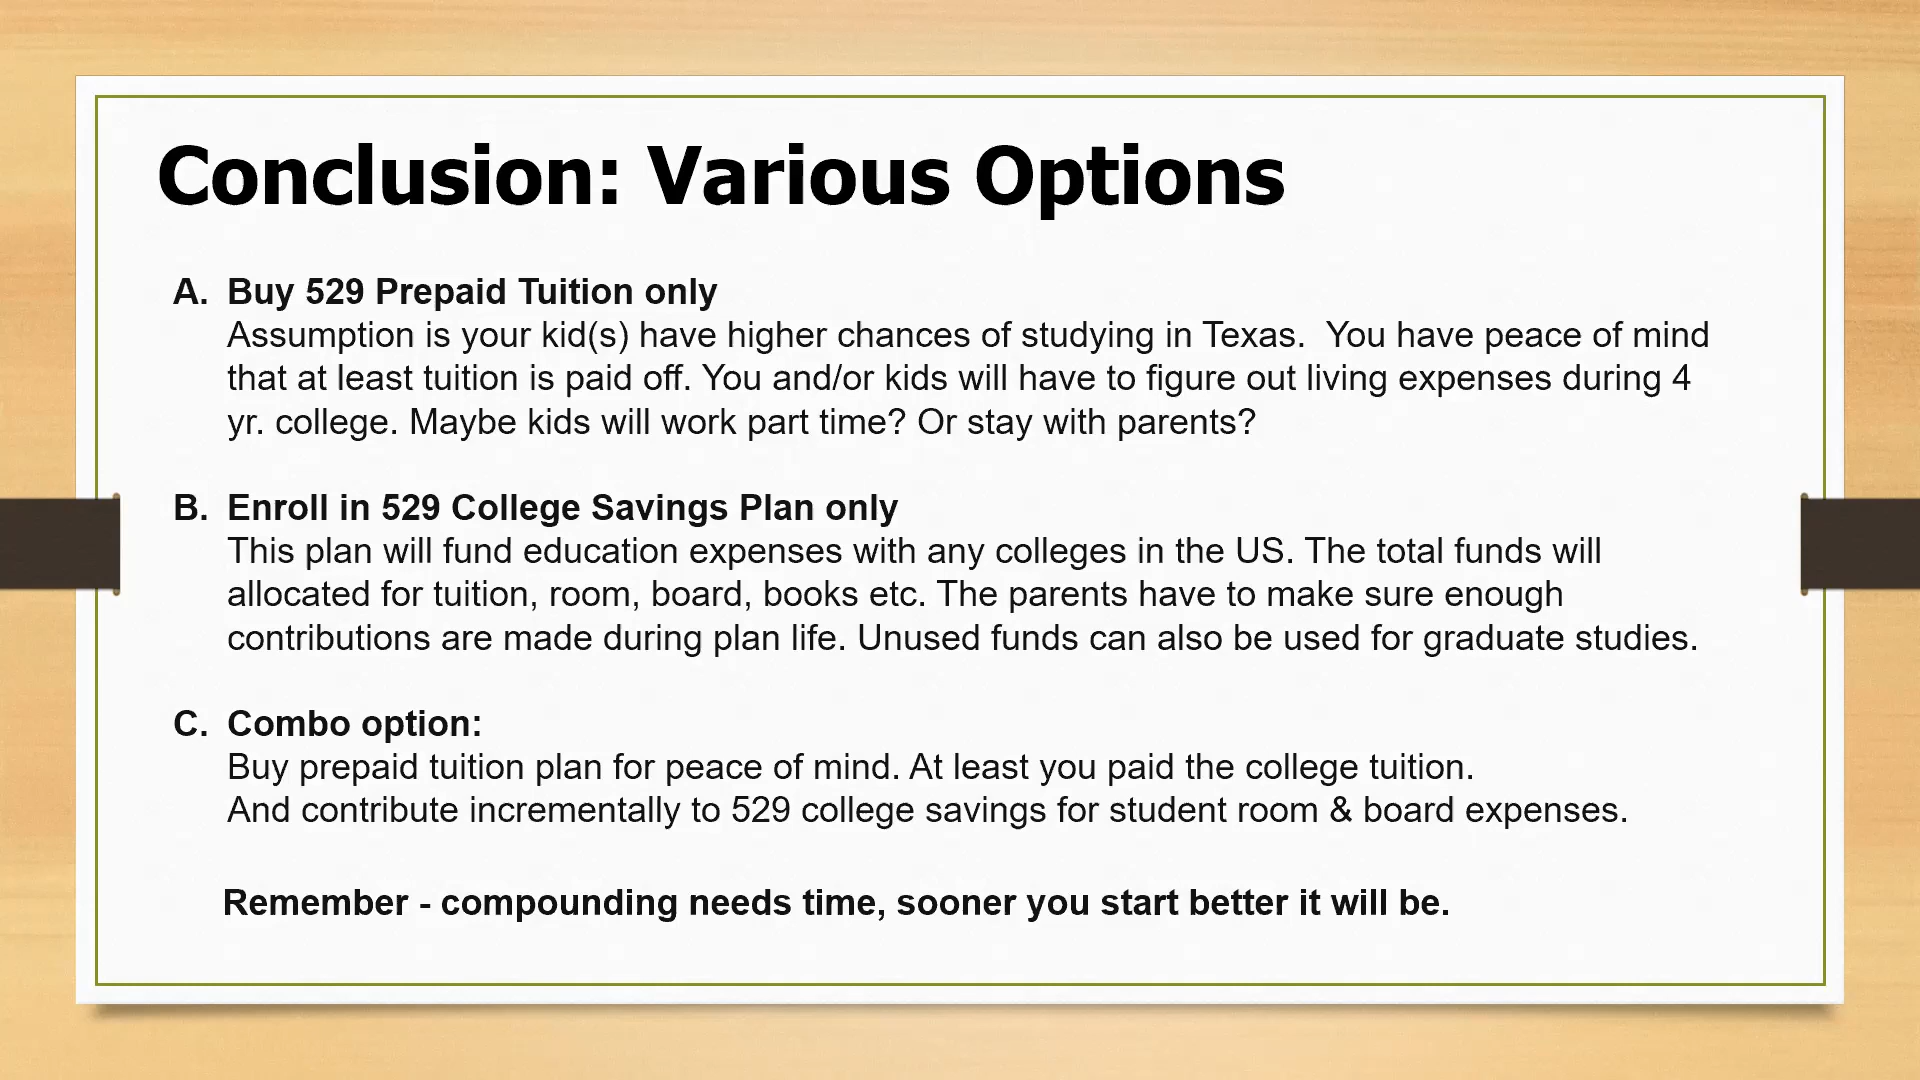 Conclusion: Various Options
A. Buy 529 Prepaid Tuition only
Assumption is your kid(s) have higher chances of studying in Texas.  You have peace of mind
that at least tuition is paid off. You and/or kids will have to figure out living expenses during 4
yr. college. Maybe kids will work part time? Or stay with parents?
B. Enroll in 529 College Savings Plan only
This plan will fund education expenses with any colleges in the US. The total funds will
allocated for tuition, room, board, books etc. The parents have to make sure enough
contributions are made during plan life. Unused funds can also be used for graduate studies.
C. Combo option:
Buy prepaid tuition plan for peace of mind. At least you paid the college tuition.
And contribute incrementally to 529 college savings for student room & board expenses.
Remember - compounding needs time, sooner you start better it will be.